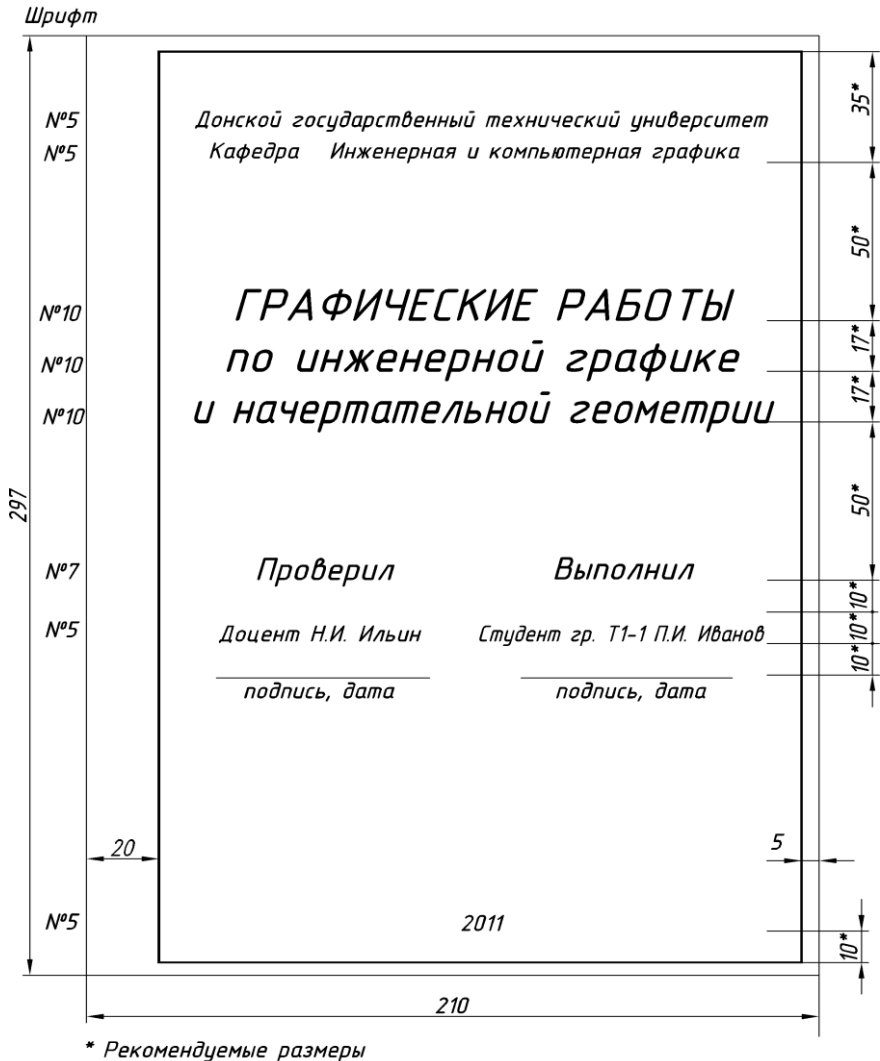 Шрифт
№5 Донской государственный технический университет 35*
№5 Кафедра Инженерная и компьютерная графика
50*
№10 ГРАФИЧЕСКИЕ РАБОТЫ
17*
№10 по инженерной графике
17*
№10 и начертательной геометрии
297
50*
№7 Проверил Выполнил
10*
№5 Доцент Н.И. Ильин Студент гр. Т1-1 П.И. Иванов 10*
10*
подпись, дата подпись, дата
20 5
№5 2011
10*
210
* Рекомендуемые размеры